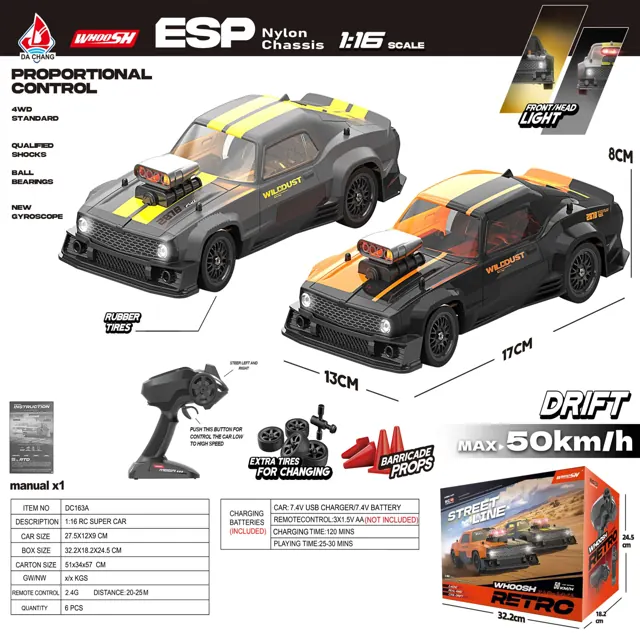 DA CHANG
WHOOSH
ESP Nylon Chassis 1:16 SCALE
PROPORTIONAL
CONTROL
4WD
STANDARD
QUALIFIED
SHOCKS
BALL
BEARINGS
NEW
GYROSCOPE
FRONT/HEAD
LIGHT
8CM
WILDDUST
WILDDUST
RUBBER
TIRES
17CM
13CM
STEER LEFT AND
RIGHT
PUSH THIS BUTTON FOR
CONTROL THE CAR LOW
TO HIGH SPEED
INSTRUCTION
manual x1
EXTRA TIRES
FOR CHANGING
BARRICADE
PROPS
DRIFT
MAX 50km/h
ITEM NO DC163A
DESCRIPTION 1:16 RC SUPER CAR
CAR SIZE 27.5X12X9 CM
BOX SIZE 32.2X18.2X24.5 CM
CARTON SIZE 51x34x57 CM
GW/NW x/x KGS
REMOTE CONTROL 2.4G DISTANCE:20-25M
QUANTITY 6 PCS
CHARGING
BATTERIES
(INCLUDED)
CAR: 7.4V USB CHARGER/7.4V BATTERY
REMOTECONTROL:3X1.5V AA(NOT INCLUDED)
CHARGING TIME:120 MINS
PLAYING TIME:25-30 MINS
WHOOSH
STREET
LINE
WHOOSH
RETRO
WHOOSH
RETRO
24.5
cm
18.2
cm
32.2cm